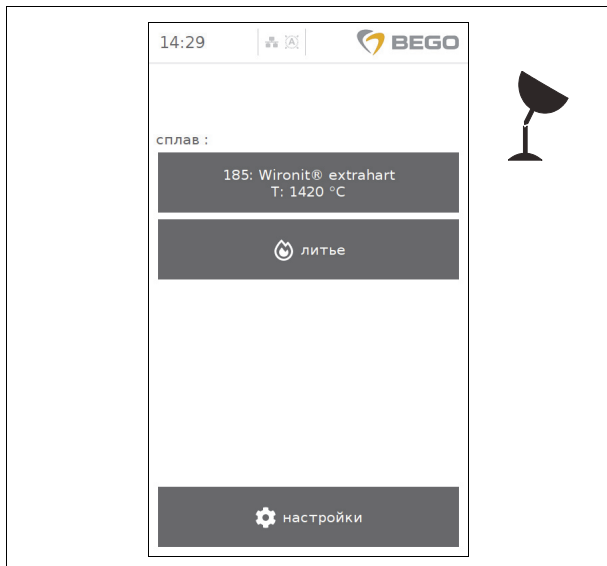 14:29
A
BEGO
сплав :
185: Wironit® extrahart
T: 1420 °C
литье
настройки